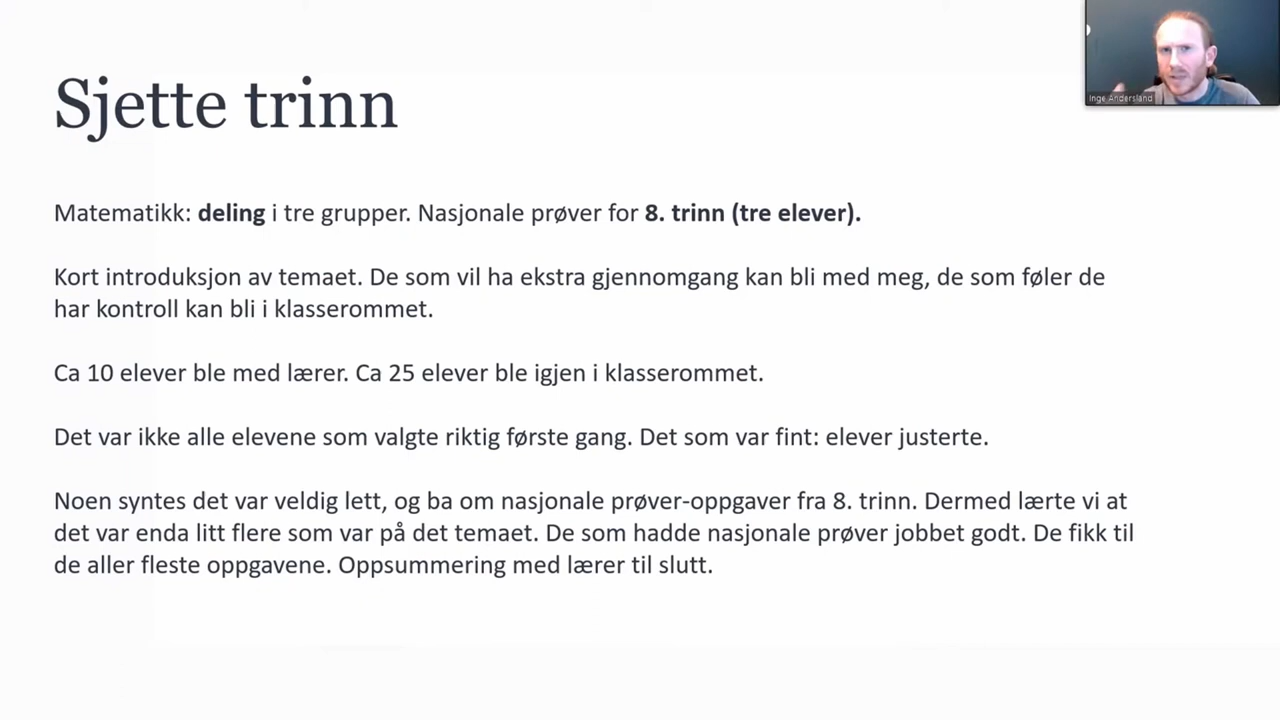 Sjette trinn
Inge Andersland
Matematikk: deling i tre grupper. Nasjonale prøver for 8. trinn (tre elever).
Kort introduksjon av temaet. De som vil ha ekstra gjennomgang kan bli med meg, de som føler de
har kontroll kan bli i klasserommet.
Ca 10 elever ble med lærer. Ca 25 elever ble igjen i klasserommet.
Det var ikke alle elevene som valgte riktig første gang. Det som var fint: elever justerte.
Noen syntes det var veldig lett, og ba om nasjonale prøver-oppgaver fra 8. trinn. Dermed lærte vi at
det var enda litt flere som var på det temaet. De som hadde nasjonale prøver jobbet godt. De fikk til
de aller fleste oppgavene. Oppsummering med lærer til slutt.